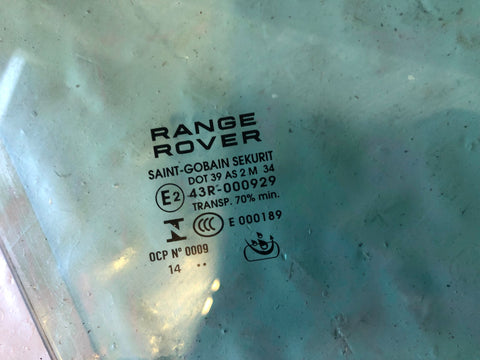 RANGE
ROVER
SAINT-GOBAIN SEKURIT
DOT 39 AS 2 M 34
E2 43R-000929
TRANSP. 70% min.
CCC E 000189
OCP N° 0009
14 ..